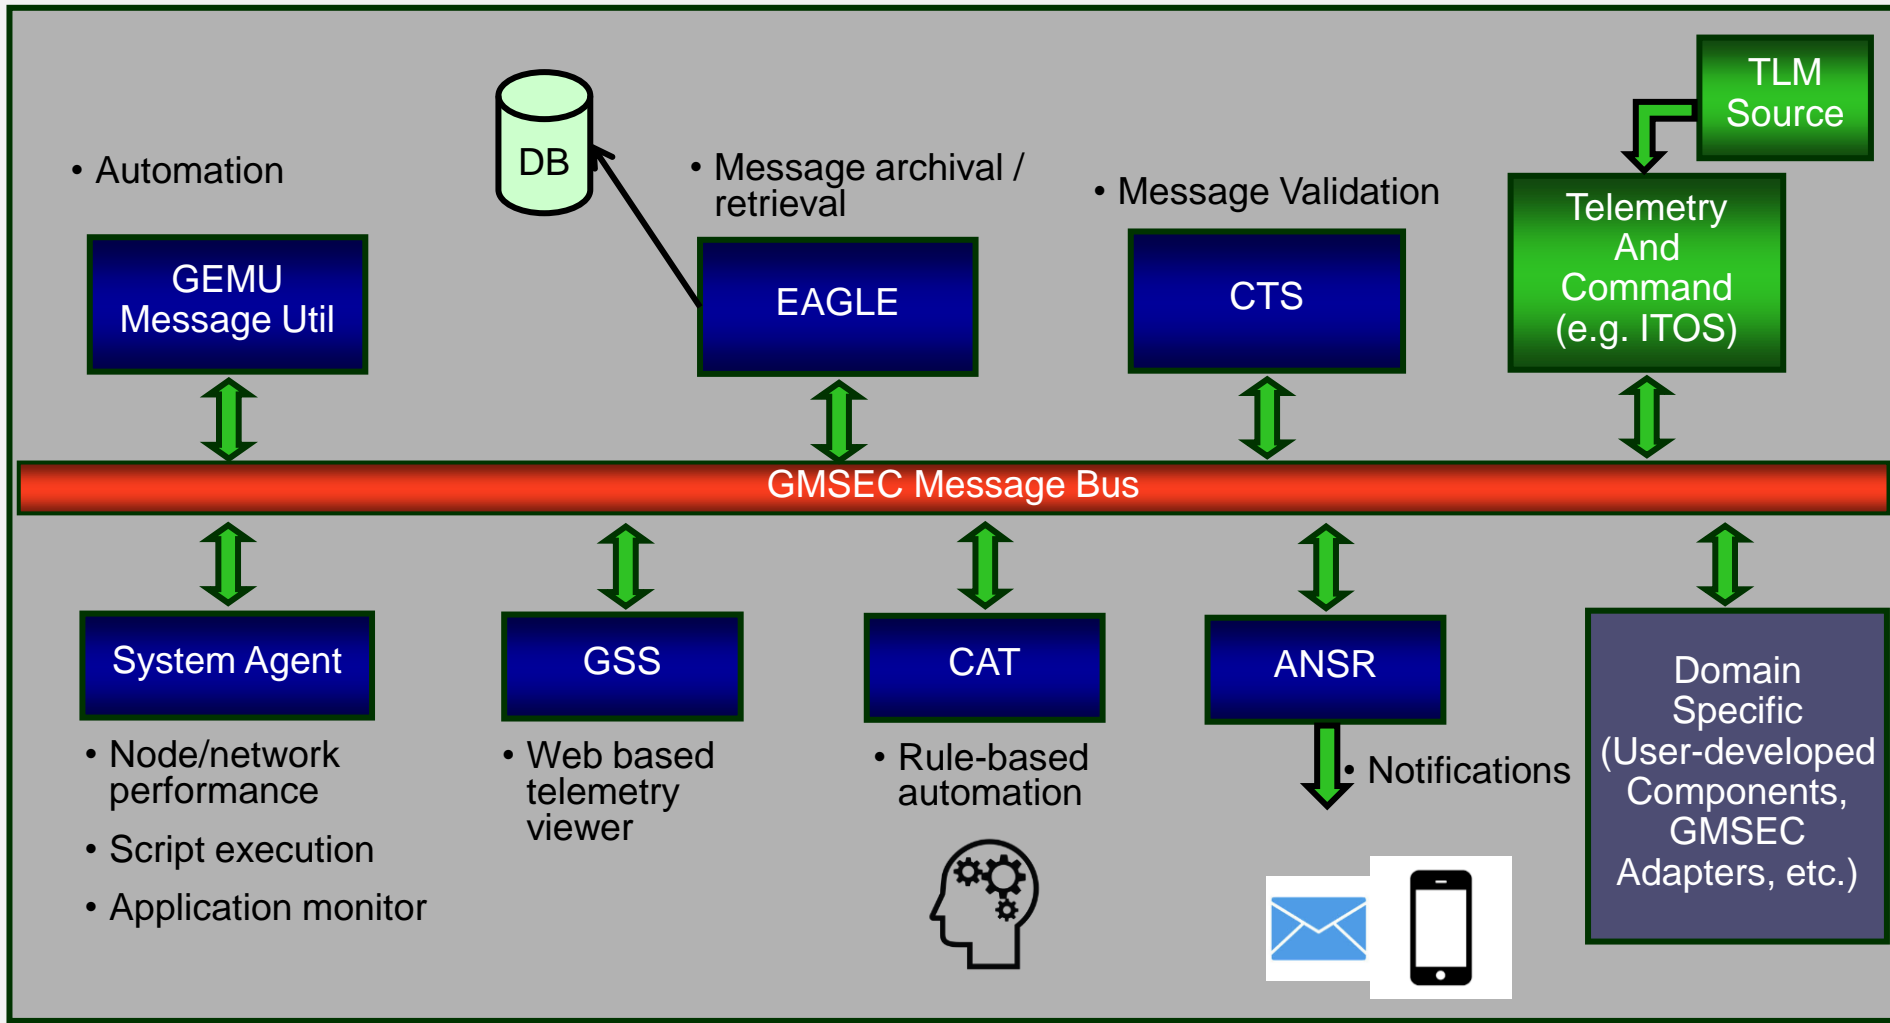 TLM
Source
DB
• Automation
• Message archival /
retrieval
• Message Validation
Telemetry
And
Command
(e.g. ITOS)
GEMU
Message Util
EAGLE
CTS
GMSEC Message Bus
System Agent
GSS
CAT
ANSR
Domain
Specific
(User-developed
Components,
GMSEC
Adapters, etc.)
• Node/network
performance
• Script execution
• Application monitor
• Web based
telemetry
viewer
• Rule-based
automation
• Notifications